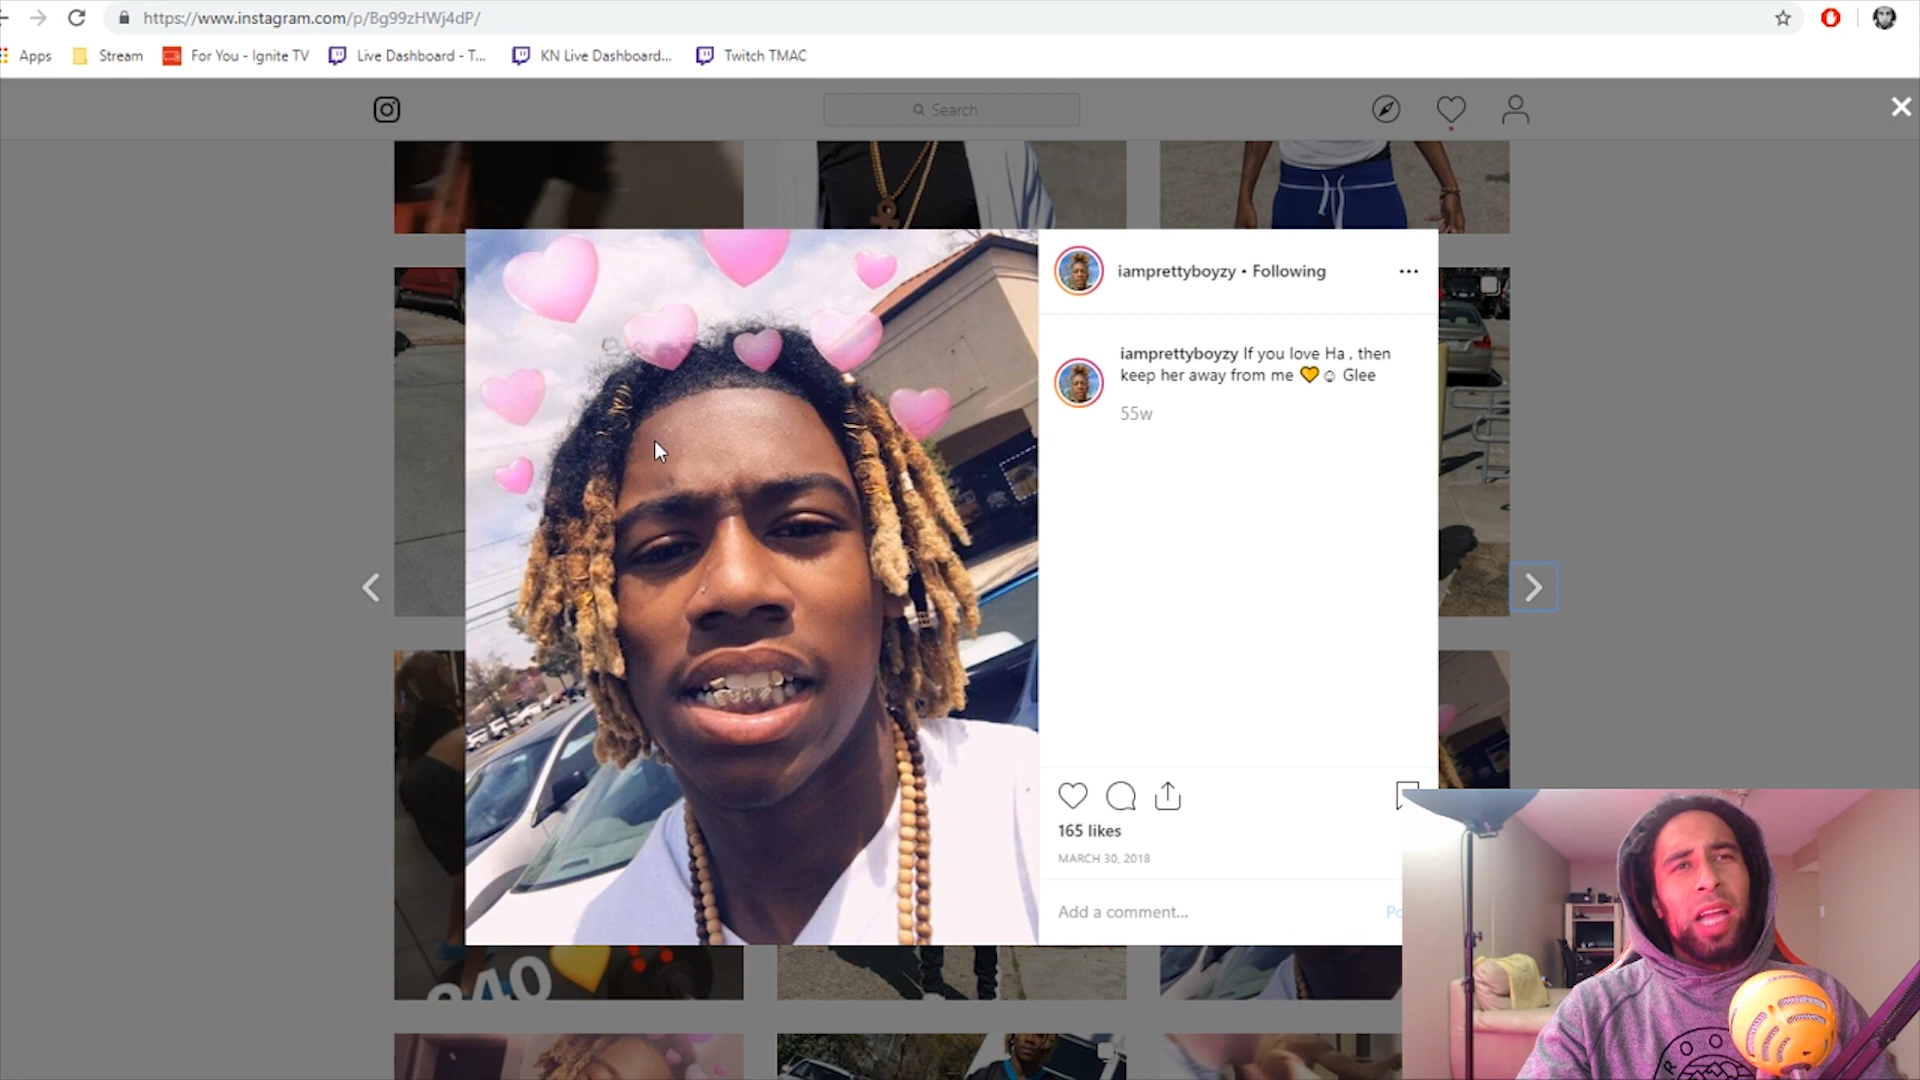 https://www.instagram.com/p/Bg99zHWj4dP/
Apps Stream For You - Ignite TV Live Dashboard - T... KN Live Dashboard... Twitch TMAC
Search
iamprettyboyzy • Following
iamprettyboyzy If you love Ha , then
keep her away from me 💛☺ Glee
55w
165 likes
MARCH 30, 2018
Add a comment...